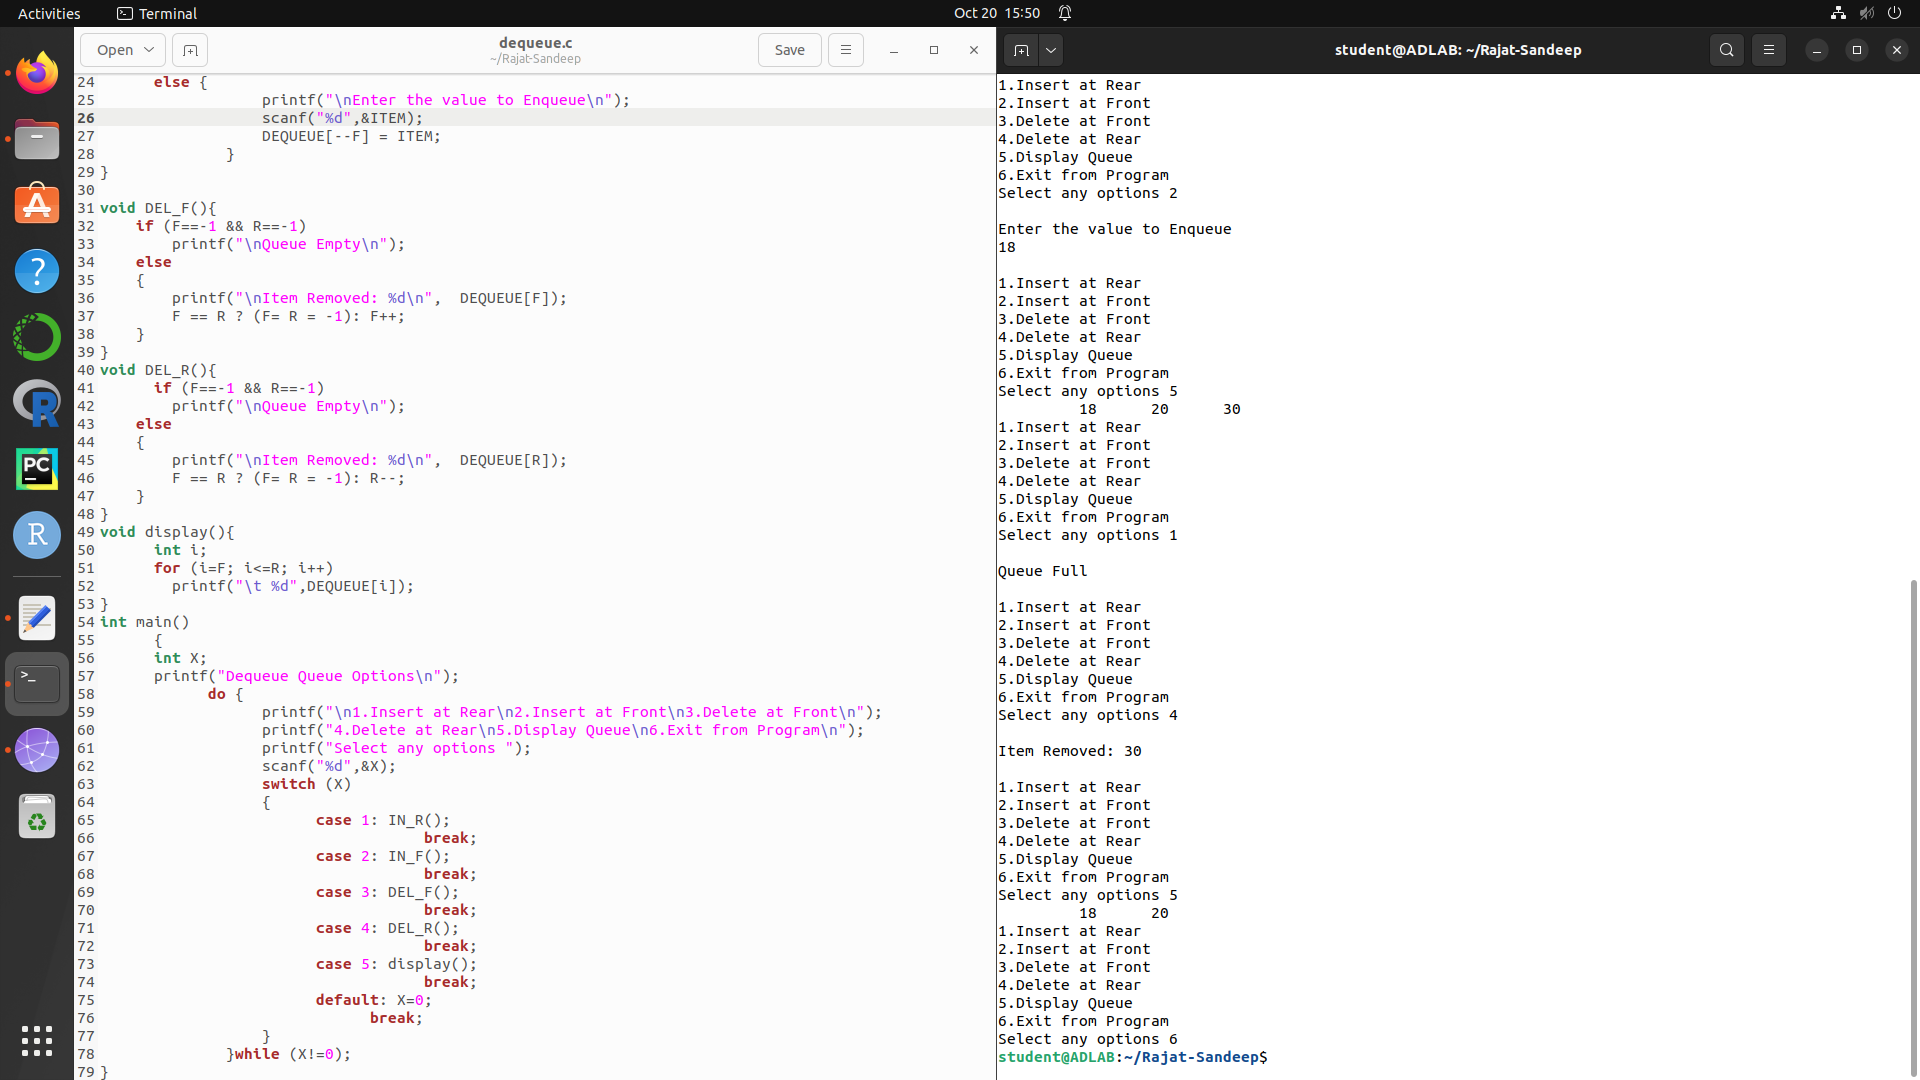 Activities Terminal Oct 20 15:50
Open dequeue.c Save
~/Rajat-Sandeep
24       else {
25                   printf("\nEnter the value to Enqueue\n");
26                   scanf("%d",&ITEM);
27                   DEQUEUE[--F] = ITEM;
28               }
29 }
30
31 void DEL_F(){
32     if (F==-1 && R==-1)
33         printf("\nQueue Empty\n");
34     else
35     {
36         printf("\nItem Removed: %d\n",  DEQUEUE[F]);
37         F == R ? (F= R = -1): F++;
38     }
39 }
40 void DEL_R(){
41       if (F==-1 && R==-1)
42         printf("\nQueue Empty\n");
43     else
44     {
45         printf("\nItem Removed: %d\n",  DEQUEUE[R]);
46         F == R ? (F= R = -1): R--;
47     }
48 }
49 void display(){
50       int i;
51       for (i=F; i<=R; i++)
52         printf("\t %d",DEQUEUE[i]);
53 }
54 int main()
55       {
56       int X;
57       printf("Dequeue Queue Options\n");
58             do {
59                   printf("\n1.Insert at Rear\n2.Insert at Front\n3.Delete at Front\n");
60                   printf("4.Delete at Rear\n5.Display Queue\n6.Exit from Program\n");
61                   printf("Select any options ");
62                   scanf("%d",&X);
63                   switch (X)
64                   {
65                         case 1: IN_R();
66                                     break;
67                         case 2: IN_F();
68                                     break;
69                         case 3: DEL_F();
70                                     break;
71                         case 4: DEL_R();
72                                     break;
73                         case 5: display();
74                                     break;
75                         default: X=0;
76                               break;
77                   }
78               }while (X!=0);
79 }
student@ADLAB: ~/Rajat-Sandeep
1.Insert at Rear
2.Insert at Front
3.Delete at Front
4.Delete at Rear
5.Display Queue
6.Exit from Program
Select any options 2
Enter the value to Enqueue
18
1.Insert at Rear
2.Insert at Front
3.Delete at Front
4.Delete at Rear
5.Display Queue
6.Exit from Program
Select any options 5
18 20 30
1.Insert at Rear
2.Insert at Front
3.Delete at Front
4.Delete at Rear
5.Display Queue
6.Exit from Program
Select any options 1
Queue Full
1.Insert at Rear
2.Insert at Front
3.Delete at Front
4.Delete at Rear
5.Display Queue
6.Exit from Program
Select any options 4
Item Removed: 30
1.Insert at Rear
2.Insert at Front
3.Delete at Front
4.Delete at Rear
5.Display Queue
6.Exit from Program
Select any options 5
18 20
1.Insert at Rear
2.Insert at Front
3.Delete at Front
4.Delete at Rear
5.Display Queue
6.Exit from Program
Select any options 6
student@ADLAB:~/Rajat-Sandeep$
A
?
R
PC
R
>_